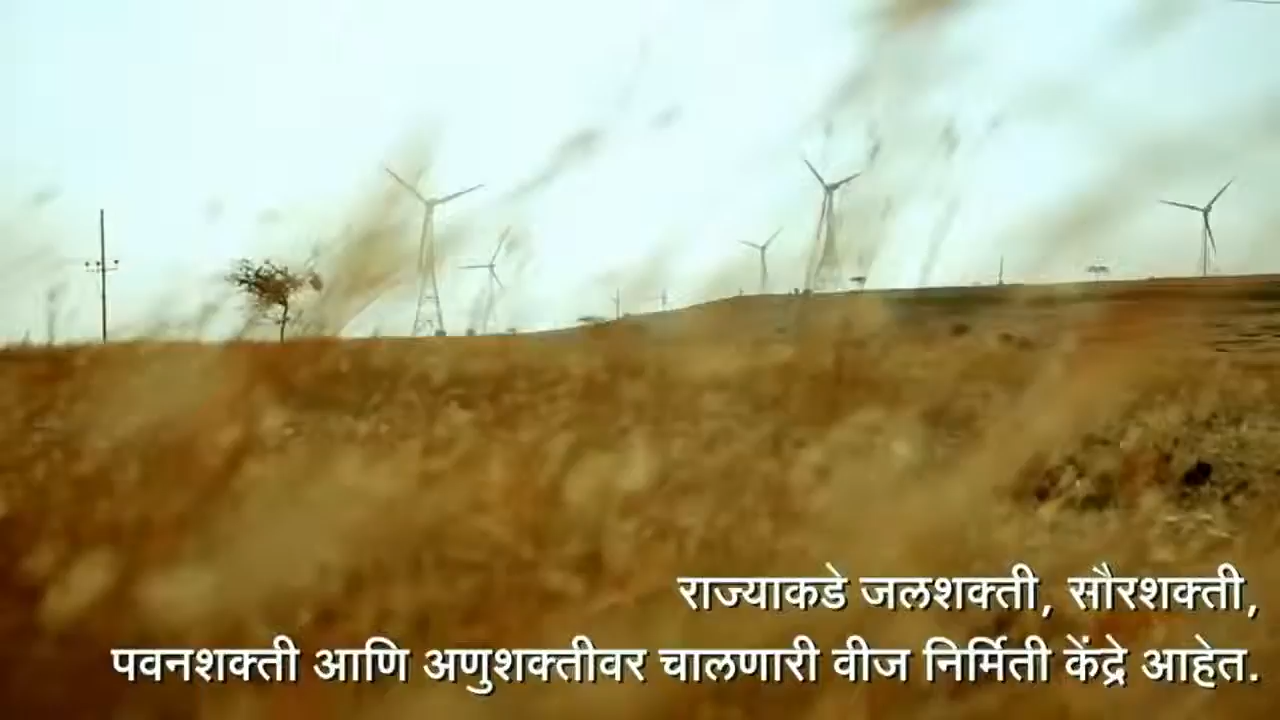 राज्याकडे जलशक्ती, सौरशक्ती,
पवनशक्ती आणि अणुशक्तीवर चालणारी वीज निर्मिती केंद्रे आहेत.